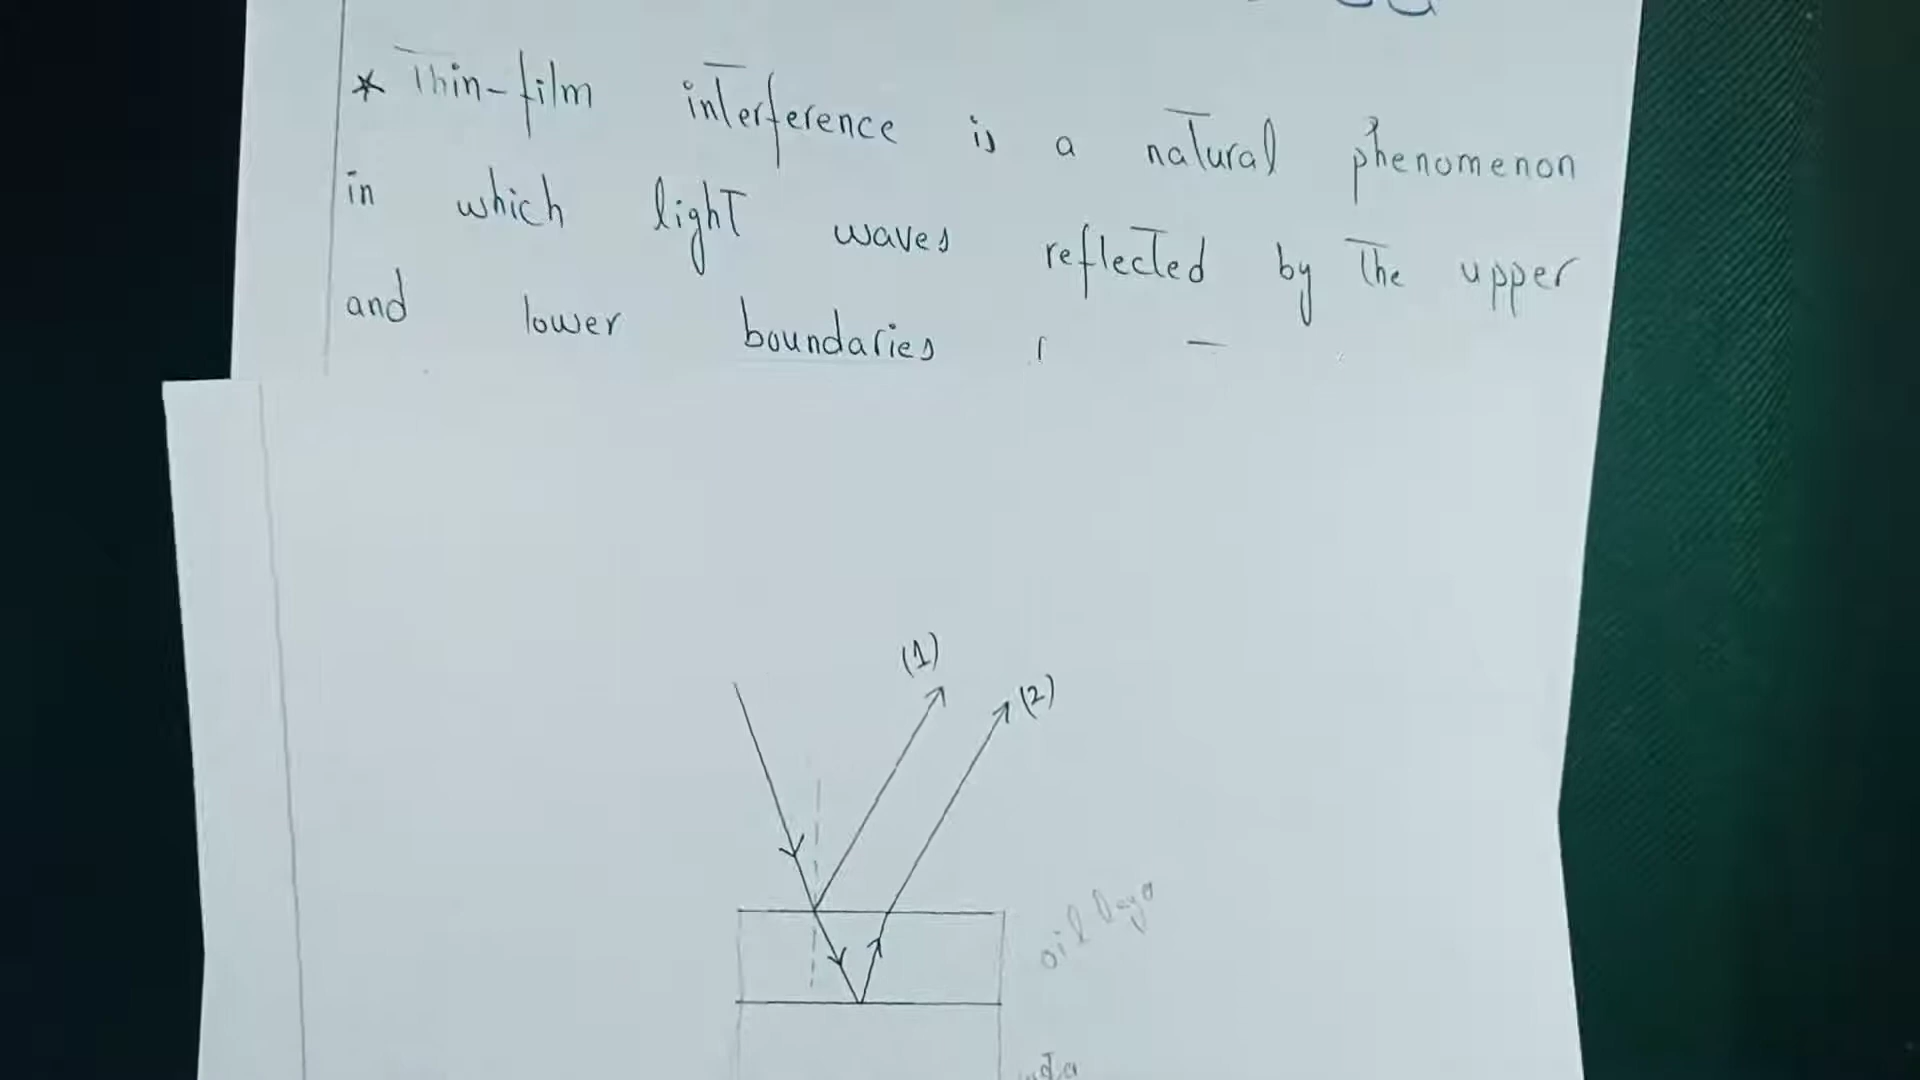 * Thin-film interference is a natural phenomenon
in which light waves reflected by the upper
and lower boundaries
(1)
(2)
oil